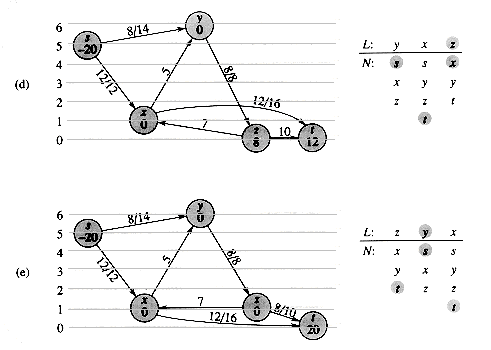 (d)
6
5
4
3
2
1
0
s
-20
8/14
y
0
12/12
5
8/8
x
0
12/16
7
z
8
10
t
12
L: y x z
N: s s x
x y y
z z t
t
(e)
6
5
4
3
2
1
0
s
-20
8/14
y
0
12/12
5
8/8
x
0
7
12/16
x
0
8/10
t
20
L: z y x
N: x s s
y x y
t z z
t